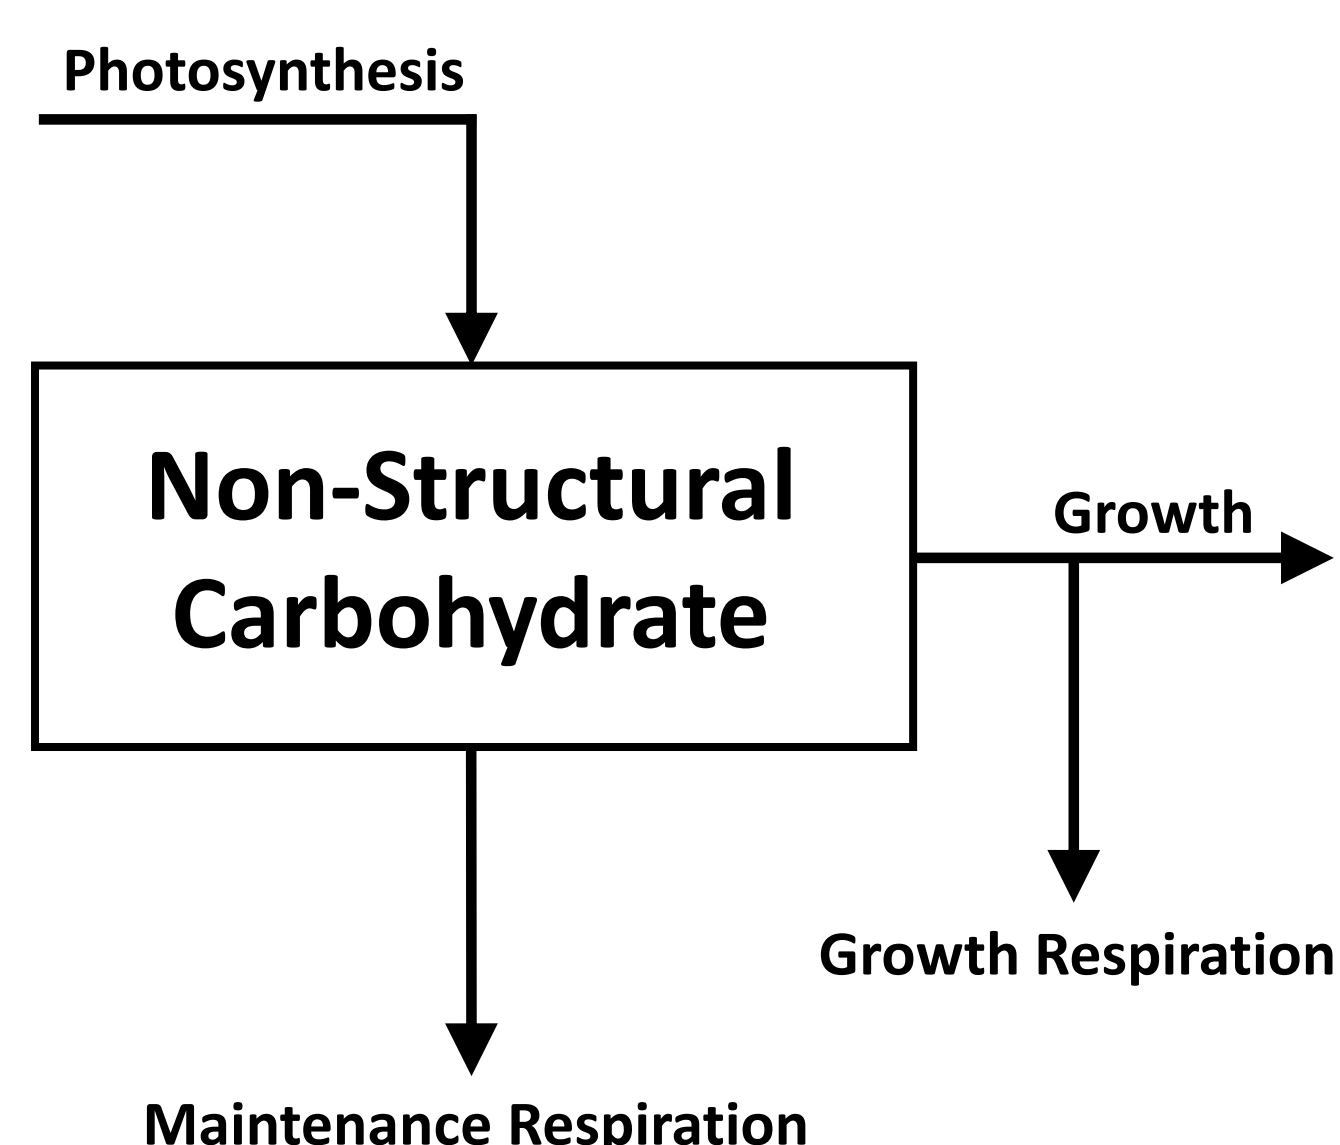 Photosynthesis
Non-Structural
Carbohydrate
Growth
Growth Respiration
Maintenance Respiration